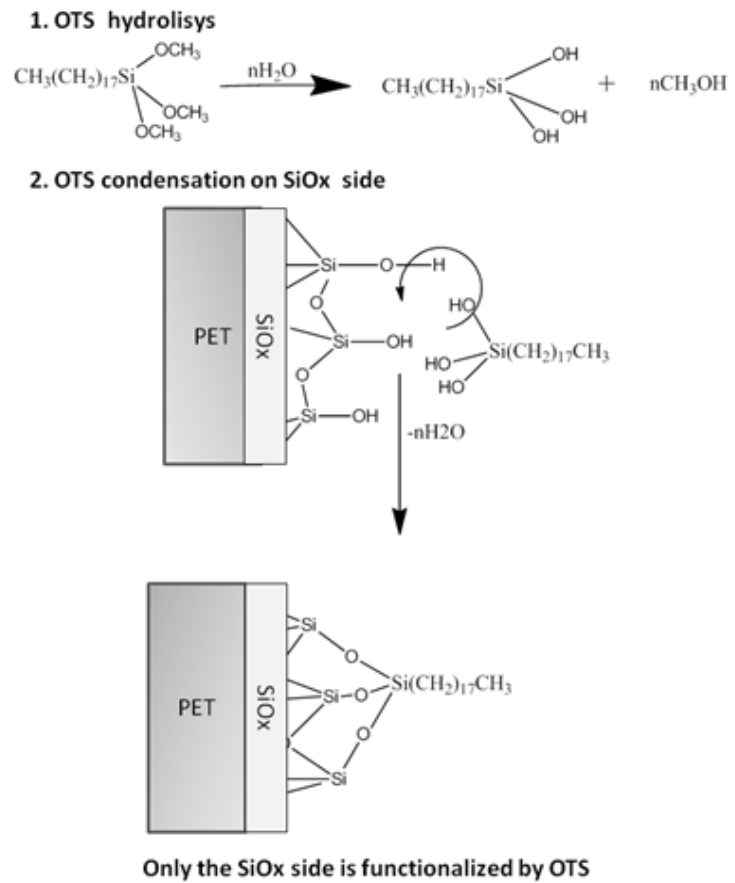 1. OTS hydrolisys
OCH₃
CH₃(CH₂)₁₇Si
OCH₃
OCH₃
nH₂O
OH
CH₃(CH₂)₁₇Si
OH
OH
+
nCH₃OH
2. OTS condensation on SiOx side
PET
SiOx
Si
O
H
O
Si
OH
O
Si
OH
HO
HO
HO
Si(CH₂)₁₇CH₃
-nH2O
PET
SiOx
Si
O
Si
O
Si(CH₂)₁₇CH₃
O
Si
Only the SiOx side is functionalized by OTS